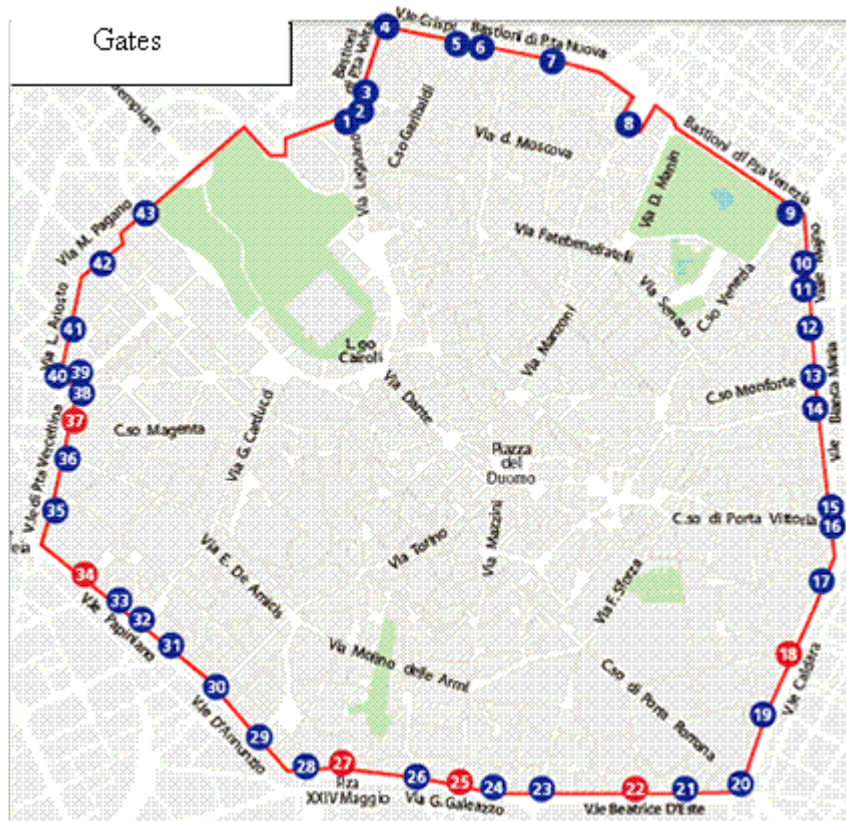 Gates
V.le Crispi
Bastioni di P.ta Nuova
4
5
6
7
Bastioni
di P.ta Volta
3
2
1
8
C.so Garibaldi
Via Legnano
Via d. Moscova
Bastioni di P.ta Venezia
Via D. Manin
9
43
Via M. Pagano
42
Via Fatebenefratelli
10
11
Via Senato
C.so Venezia
Via L. Ariosto
41
12
L.go
Cairoli
Via Manzoni
40
39
38
13
14
C.so Monforte
V.le Bianca Maria
Via Dante
37
C.so Magenta
Via G. Carducci
36
V.le di P.ta Vercellina
Piazza
del
Duomo
35
15
16
C.so di Porta Vittoria
Via Mazzini
Via Torino
Via E. De Amicis
34
33
32
31
V.le Papiniano
17
Via F. Sforza
18
V.le Caldara
Via Molino delle Armi
C.so di Porta Romana
30
29
V.le D'Annunzio
19
28
27
26
25
24
23
22
21
20
P.za
XXIV Maggio
Via G. Galeazzo
V.le Beatrice D'Este